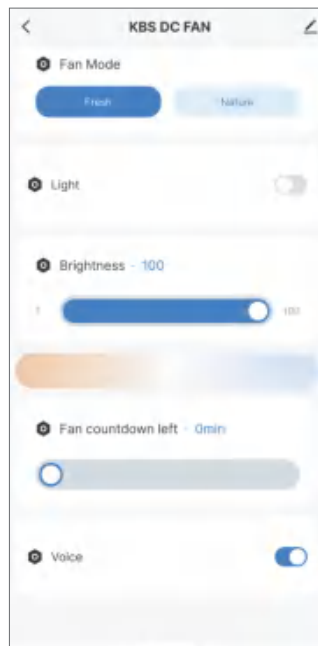 KBS DC FAN
Fan Mode
Fresh Nature
Light
Brightness - 100
1 100
Fan countdown left - 0min
Voice